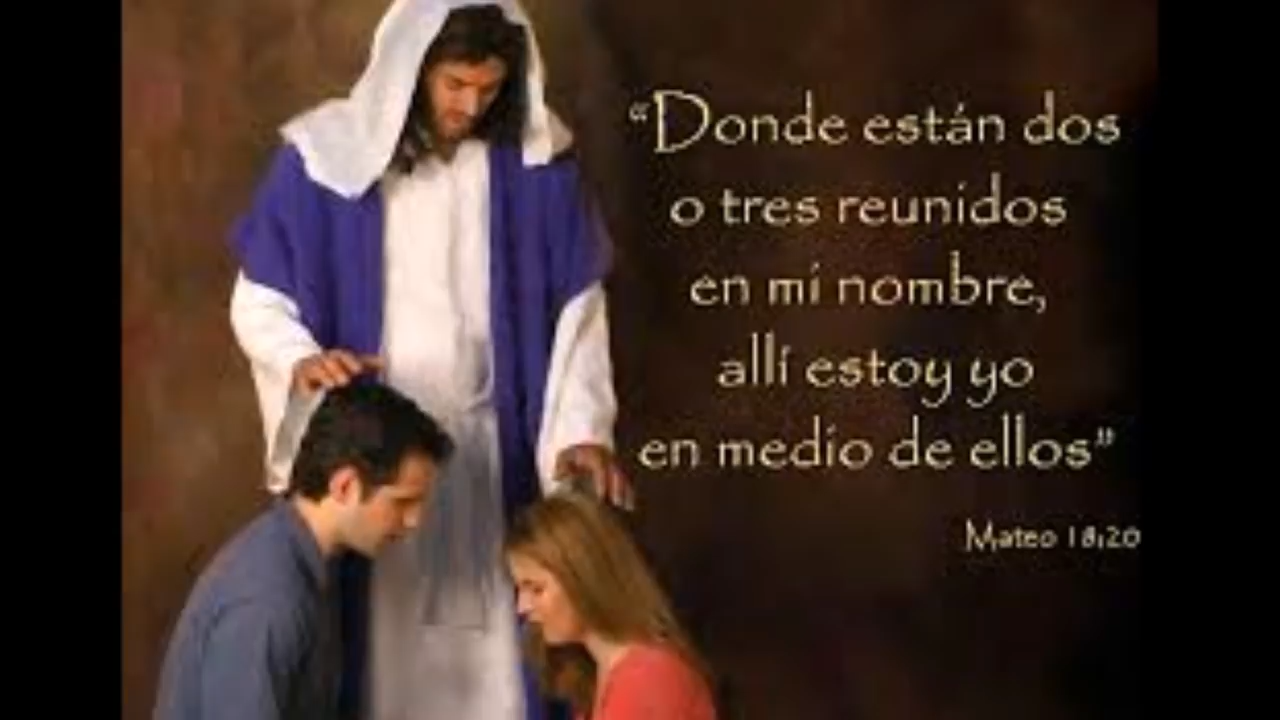 “Donde están dos
o tres reunidos
en mi nombre,
allí estoy yo
en medio de ellos”
Mateo 18:20